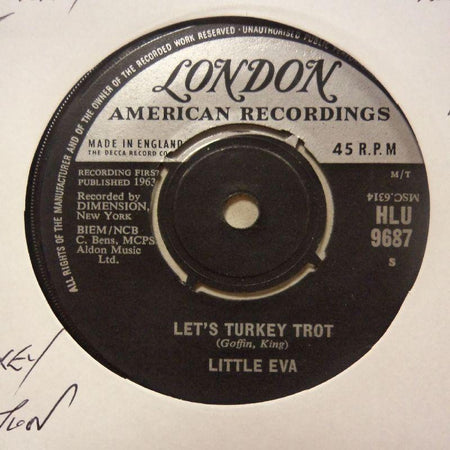 ALL RIGHTS OF THE MANUFACTURER AND OF THE OWNER OF THE RECORDED WORK RESERVED · UNAUTHORISED PUBLIC
LONDON
AMERICAN RECORDINGS
MADE IN ENGLAND
THE DECCA RECORD CO
45 R.P.M
RECORDING FIRST
PUBLISHED 1963
Recorded by
DIMENSION,
New York
BIEM/NCB
C. Bens, MCPS
Aldon Music
Ltd.
M/T
MSC.6314
HLU
9687
S
LET'S TURKEY TROT
(Goffin, King)
LITTLE EVA